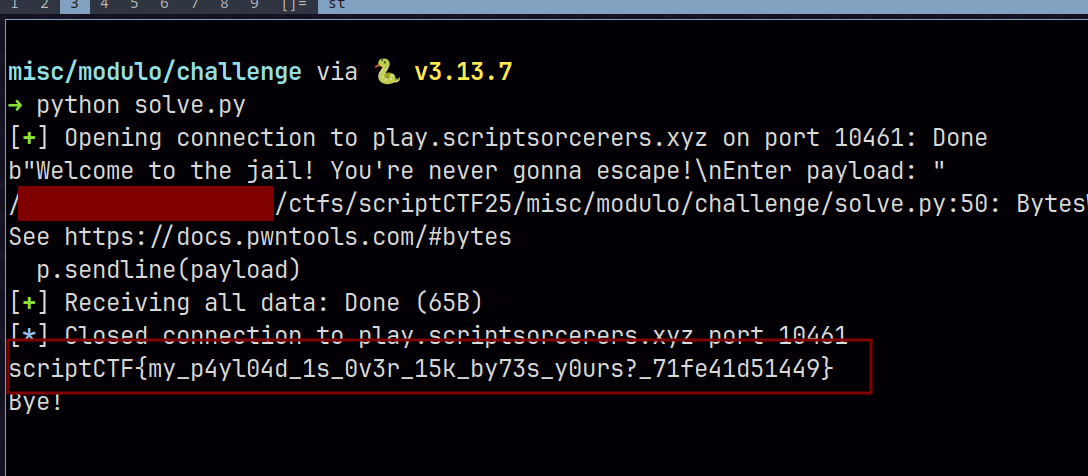 1 2 3 4 5 6 7 8 9 []= st
misc/modulo/challenge via 🐍 v3.13.7
→ python solve.py
[+] Opening connection to play.scriptsorcerers.xyz on port 10461: Done
b"Welcome to the jail! You're never gonna escape!\nEnter payload: "
/ /ctfs/scriptCTF25/misc/modulo/challenge/solve.py:50: Bytes
See https://docs.pwntools.com/#bytes
p.sendline(payload)
[+] Receiving all data: Done (65B)
[*] Closed connection to play.scriptsorcerers.xyz port 10461
scriptCTF{my_p4yl04d_1s_0v3r_15k_by73s_y0urs?_71fe41d51449}
Bye!